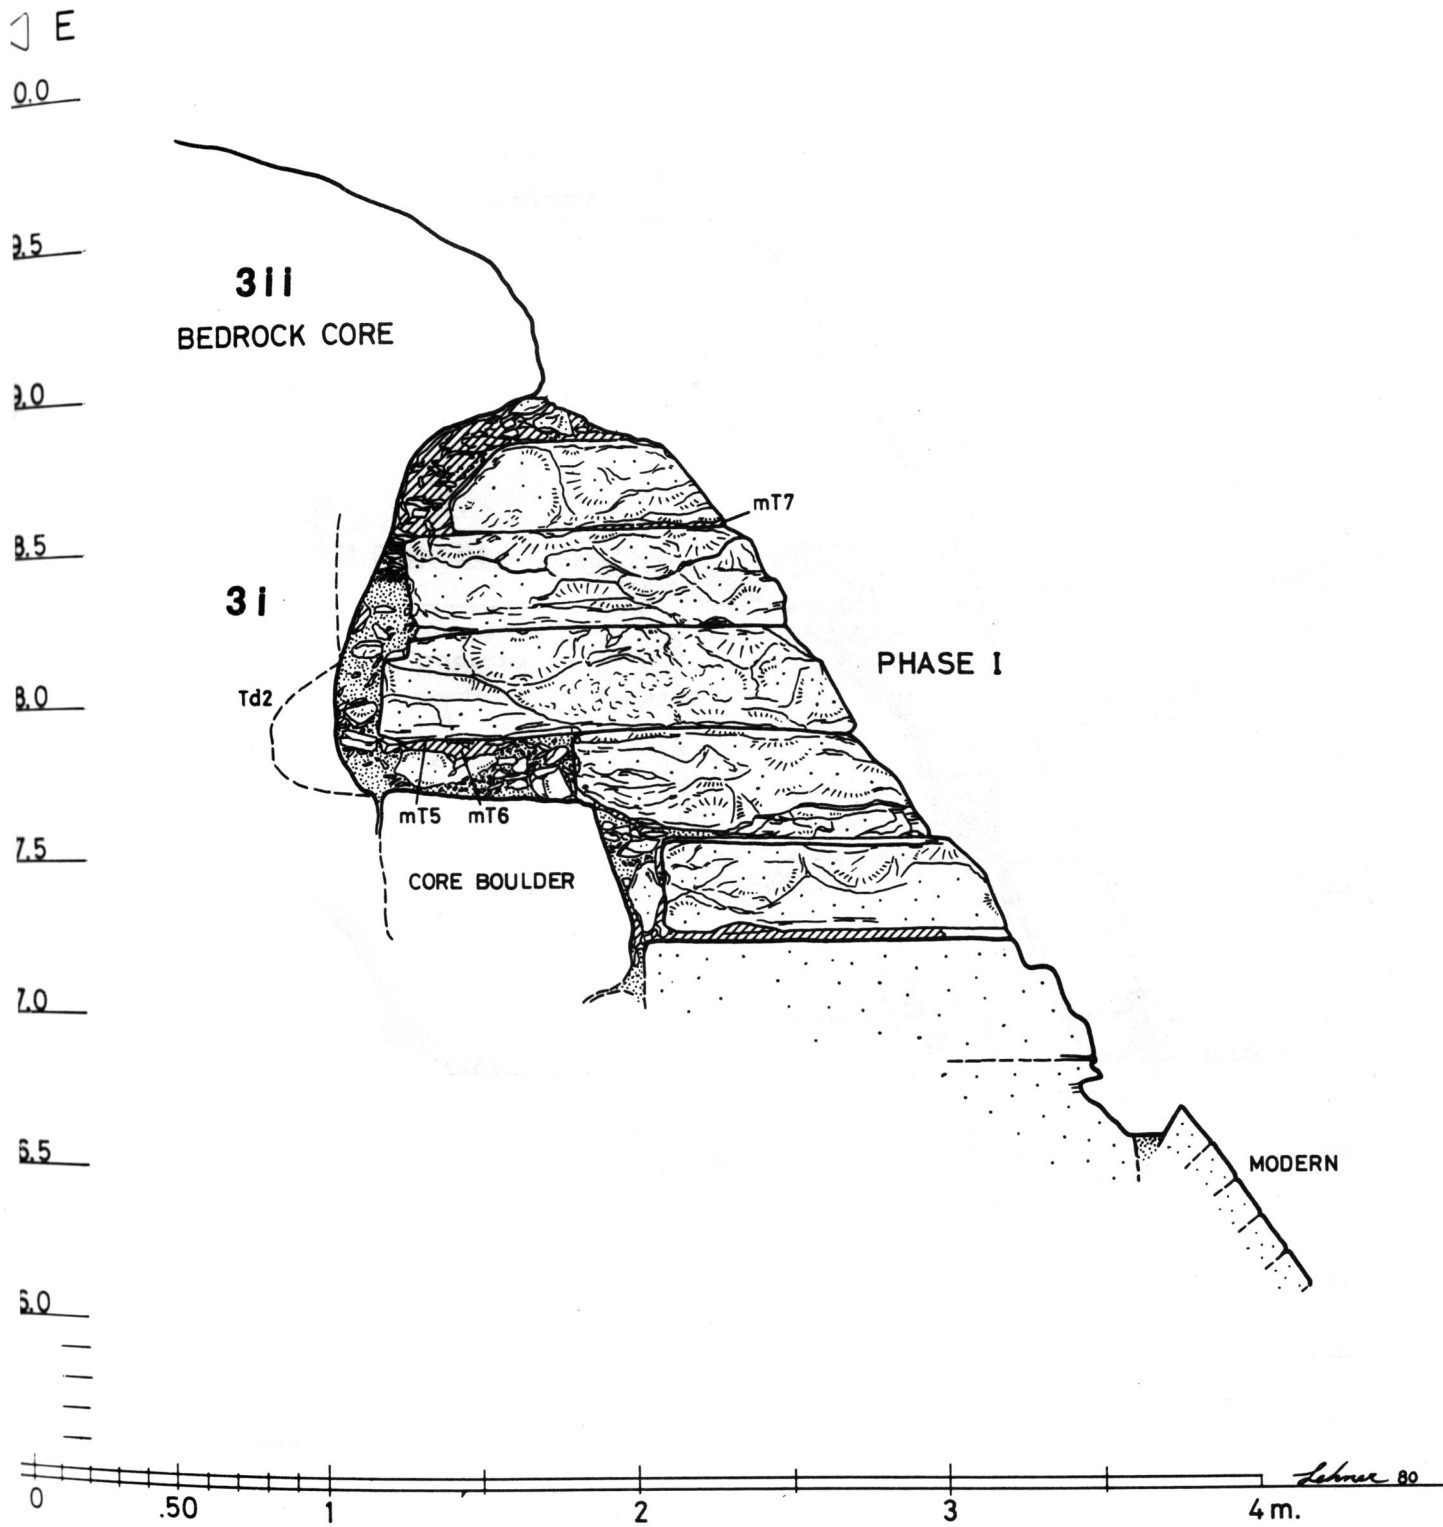 E
0.0
9.5
3ii
BEDROCK CORE
9.0
mT7
8.5
3i
PHASE I
Td2
8.0
mT5 mT6
7.5
CORE BOULDER
7.0
6.5
MODERN
6.0
Lehner 80
0 .50 1 2 3 4 m.